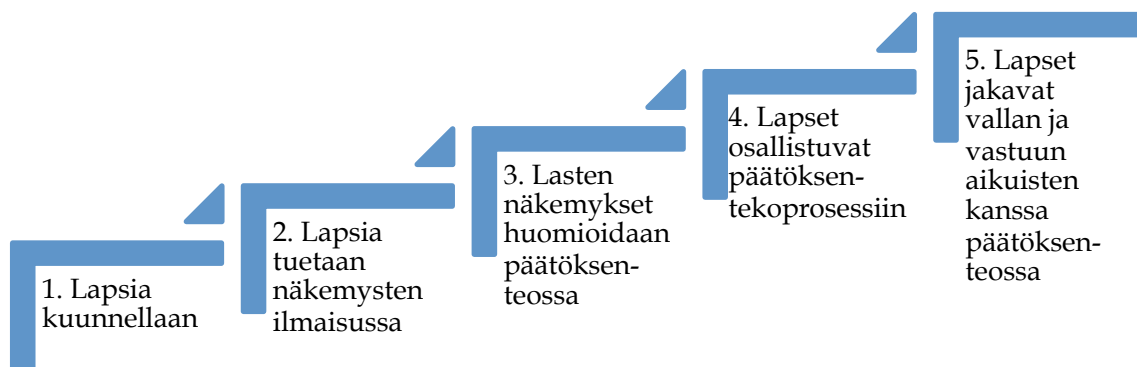 1. Lapsia
kuunnellaan
2. Lapsia
tuetaan
näkemysten
ilmaisussa
3. Lasten
näkemykset
huomioidaan
päätöksen-
teossa
4. Lapset
osallistuvat
päätöksen-
tekoprosessiin
5. Lapset
jakavat
vallan ja
vastuun
aikuisten
kanssa
päätöksen-
teossa